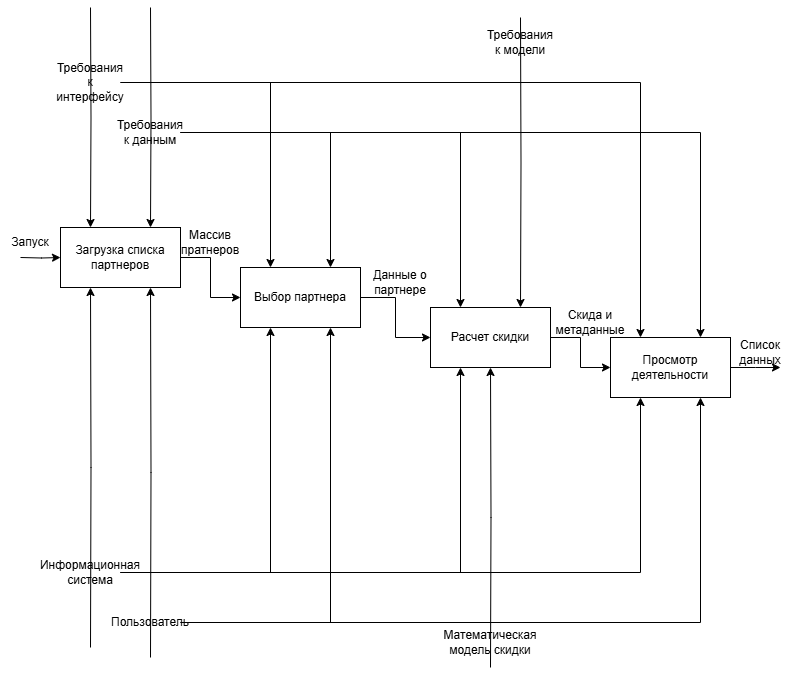 Требования
к модели
Требования
к
интерфейсу
Требования
к данным
Запуск
Загрузка списка
партнеров
Массив
пратнеров
Выбор партнера
Данные о
партнере
Расчет скидки
Скида и
метаданные
Просмотр
деятельности
Список
данных
Информационная
система
Пользователь
Математическая
модель скидки